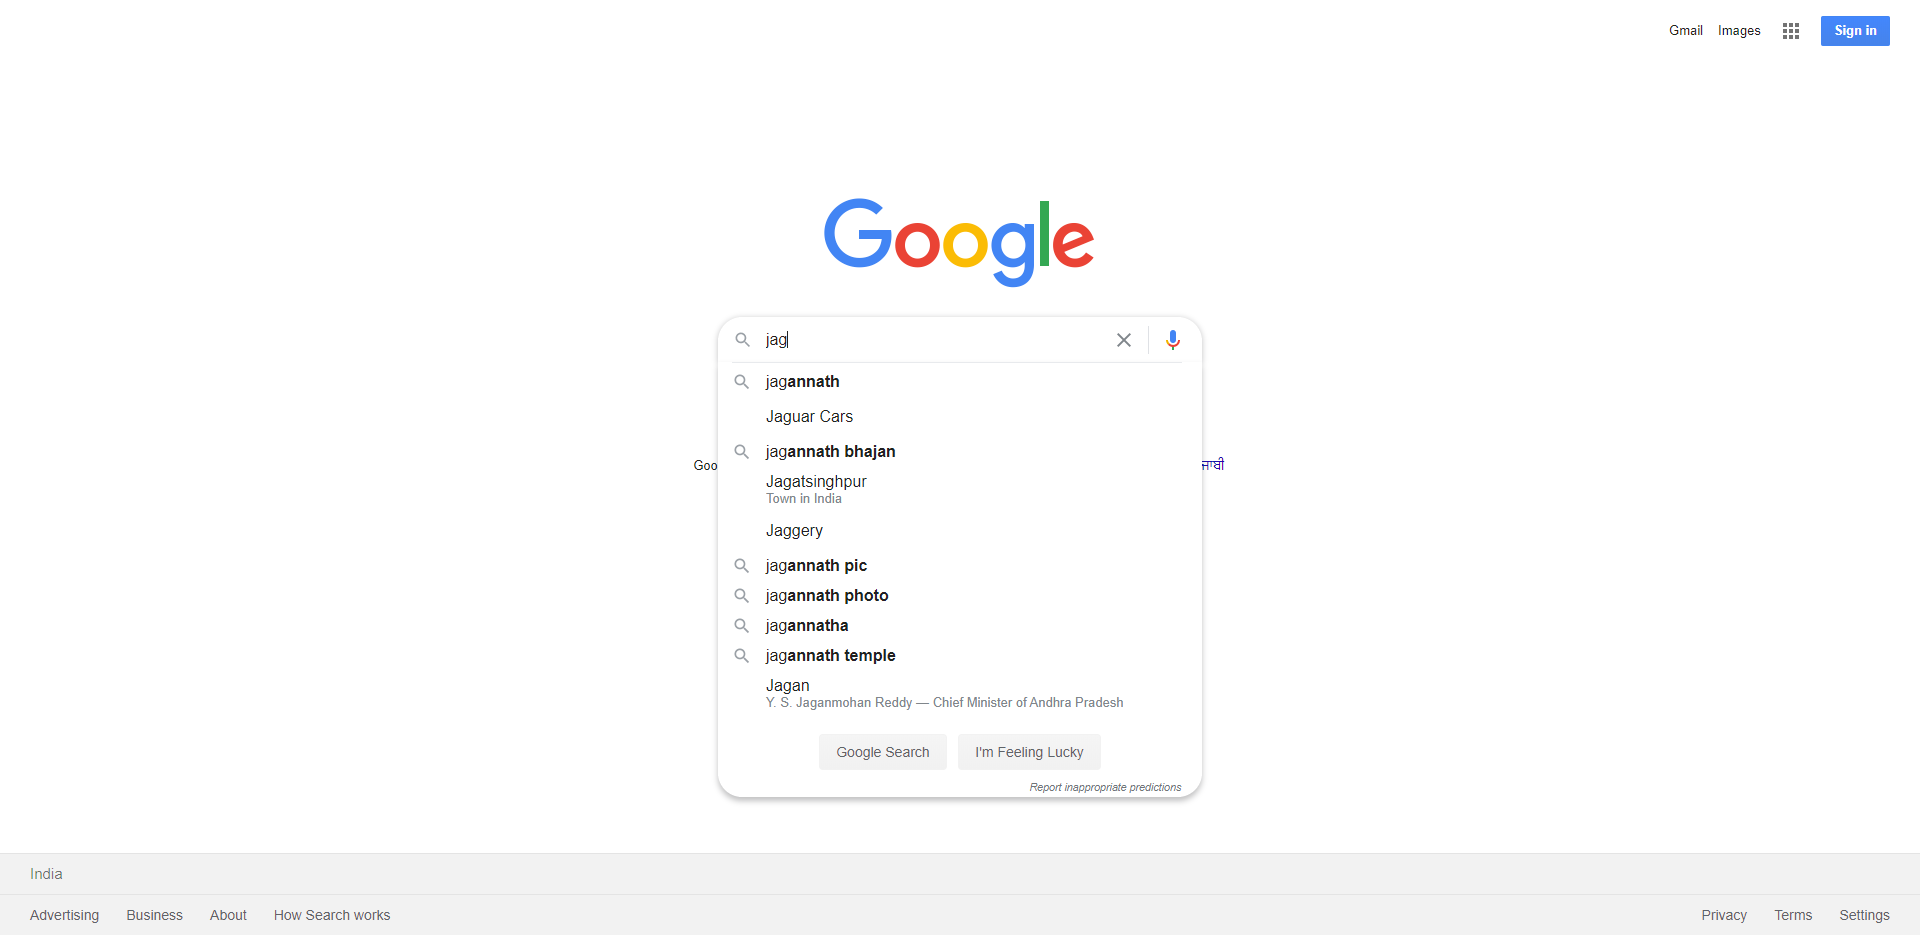 Gmail Images Sign in
Google
jag
jagannath
Jaguar Cars
jagannath bhajan
Goo ਜਾਬੀ
Jagatsinghpur
Town in India
Jaggery
jagannath pic
jagannath photo
jagannatha
jagannath temple
Jagan
Y. S. Jaganmohan Reddy — Chief Minister of Andhra Pradesh
Google Search I'm Feeling Lucky
Report inappropriate predictions
India
Advertising Business About How Search works Privacy Terms Settings